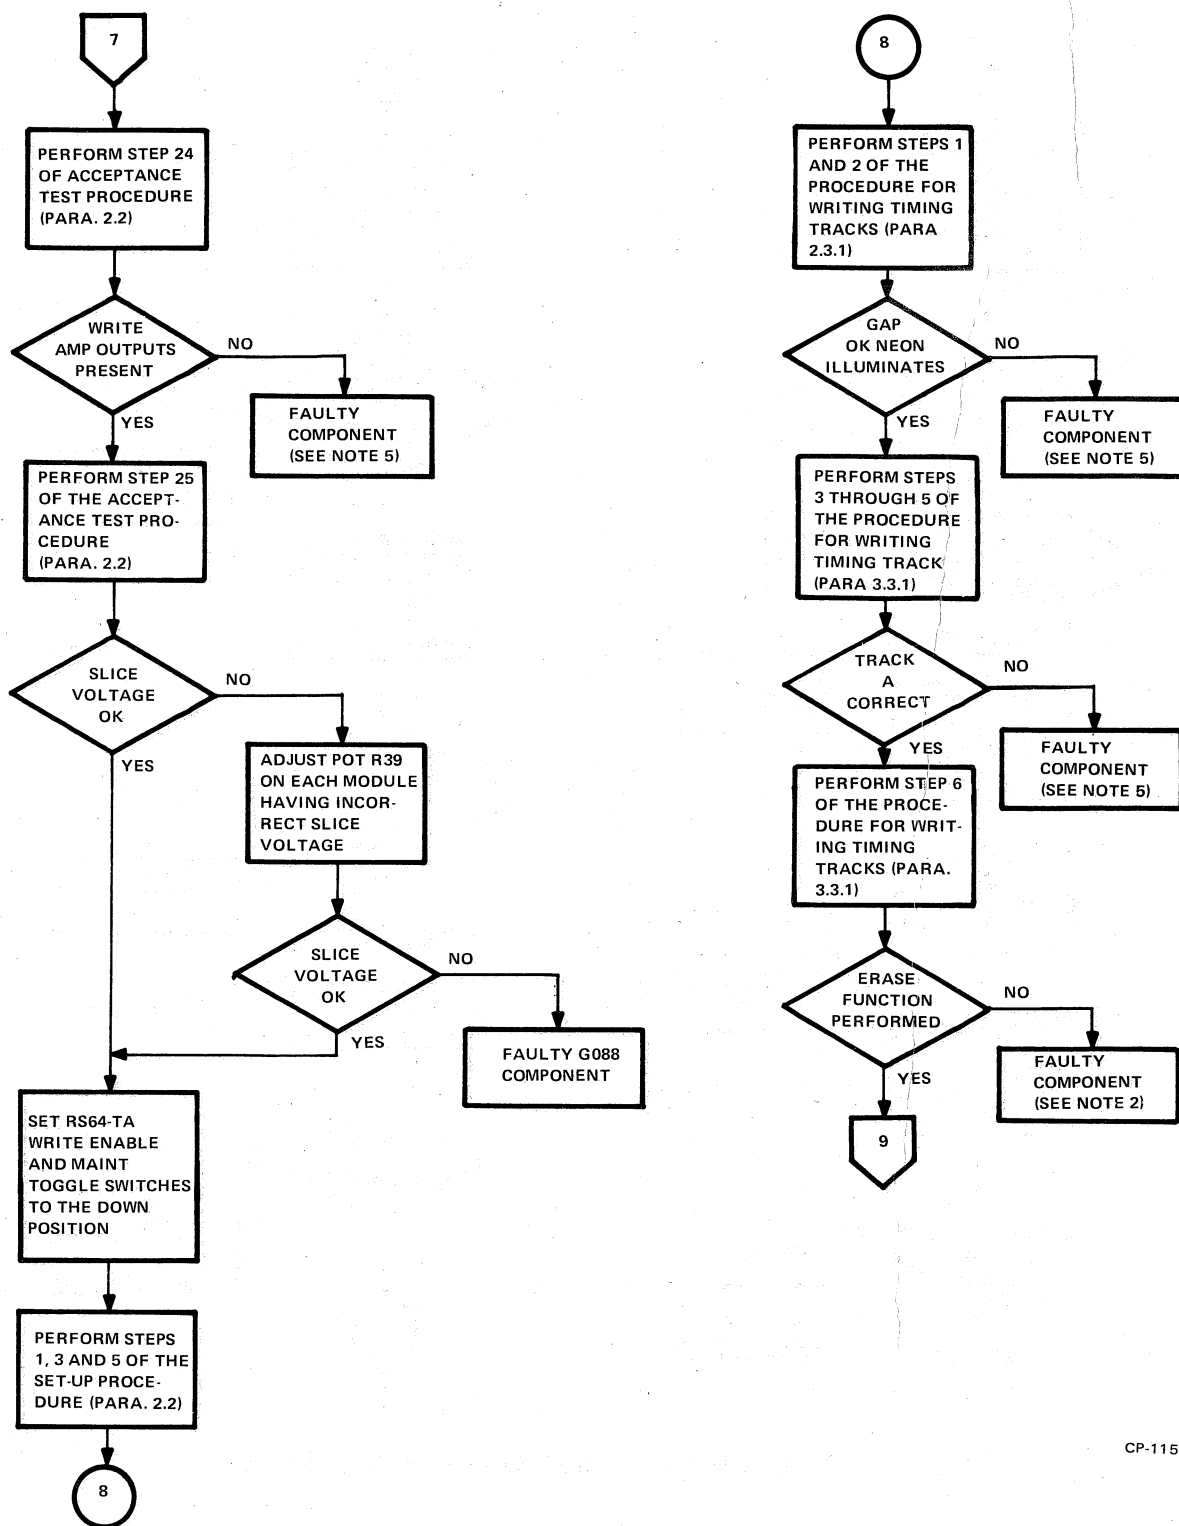 7
PERFORM STEP 24
OF ACCEPTANCE
TEST PROCEDURE
(PARA. 2.2)
WRITE
AMP OUTPUTS
PRESENT
NO
YES
FAULTY
COMPONENT
(SEE NOTE 5)
PERFORM STEP 25
OF THE ACCEPT-
ANCE TEST PRO-
CEDURE
(PARA. 2.2)
SLICE
VOLTAGE
OK
NO
YES
ADJUST POT R39
ON EACH MODULE
HAVING INCOR-
RECT SLICE
VOLTAGE
SLICE
VOLTAGE
OK
NO
YES
FAULTY G088
COMPONENT
SET RS64-TA
WRITE ENABLE
AND MAINT
TOGGLE SWITCHES
TO THE DOWN
POSITION
PERFORM STEPS
1, 3 AND 5 OF THE
SET-UP PROCE-
DURE (PARA. 2.2)
8
8
PERFORM STEPS 1
AND 2 OF THE
PROCEDURE FOR
WRITING TIMING
TRACKS (PARA
2.3.1)
GAP
OK NEON
ILLUMINATES
NO
YES
FAULTY
COMPONENT
(SEE NOTE 5)
PERFORM STEPS
3 THROUGH 5 OF
THE PROCEDURE
FOR WRITING
TIMING TRACK
(PARA 3.3.1)
TRACK
A
CORRECT
NO
YES
FAULTY
COMPONENT
(SEE NOTE 5)
PERFORM STEP 6
OF THE PROCE-
DURE FOR WRIT-
ING TIMING
TRACKS (PARA.
3.3.1)
ERASE
FUNCTION
PERFORMED
NO
YES
FAULTY
COMPONENT
(SEE NOTE 2)
9
CP-115